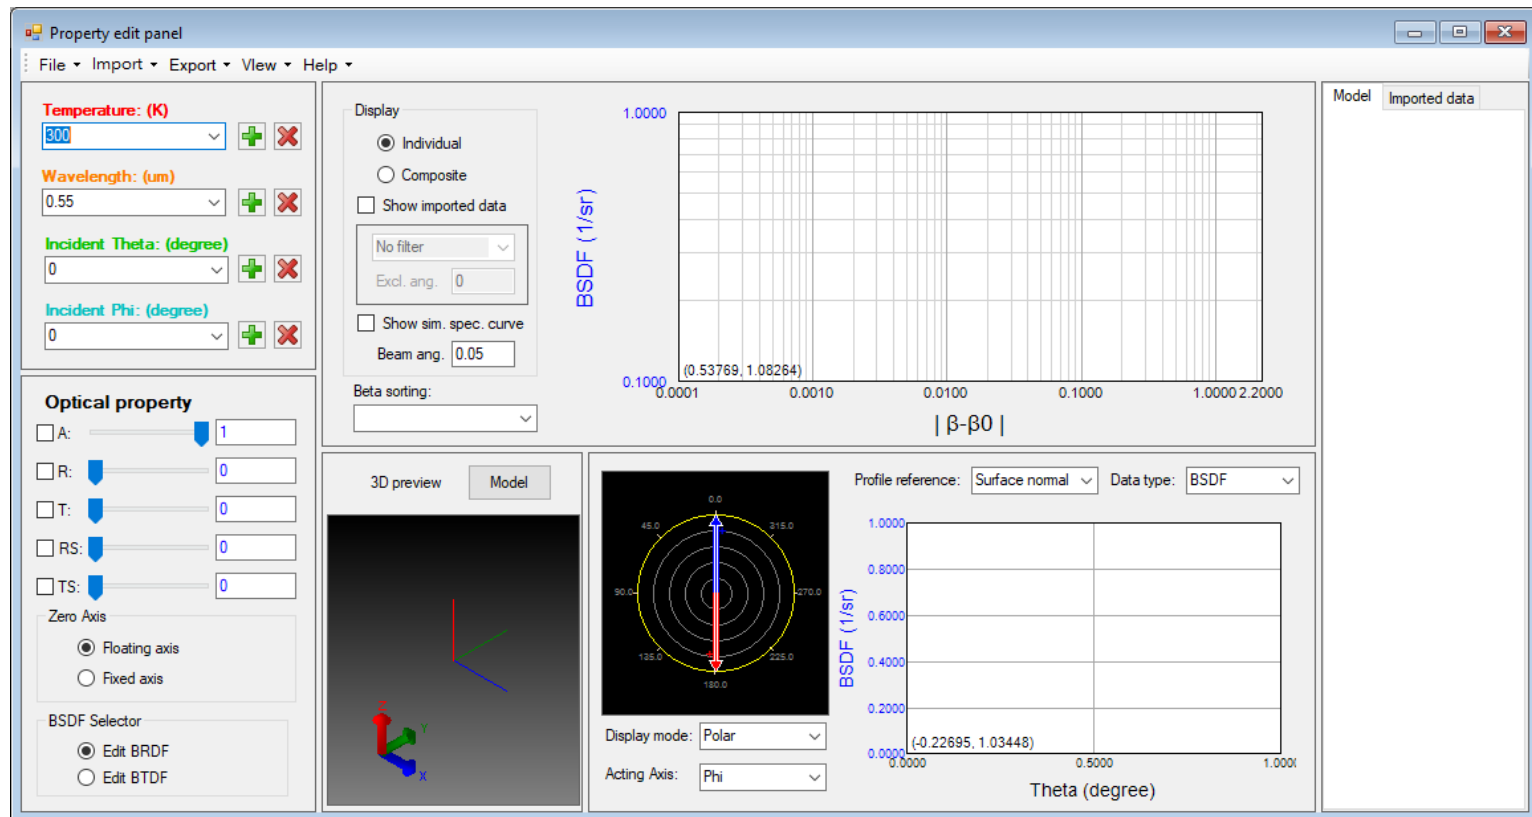 Property edit panel
File Import Export VIew Help
Temperature: (K)
300
Wavelength: (um)
0.55
Incident Theta: (degree)
0
Incident Phi: (degree)
0
Optical property
A: 1
R: 0
T: 0
RS: 0
TS: 0
Zero Axis
Floating axis
Fixed axis
BSDF Selector
Edit BRDF
Edit BTDF
Display
Individual
Composite
Show imported data
No filter
Excl. ang. 0
Show sim. spec. curve
Beam ang. 0.05
Beta sorting:
BSDF (1/sr)
1.0000
0.1000
(0.53769, 1.08264)
0.0001 0.0010 0.0100 0.1000 1.0000 2.2000
| β-β0 |
3D preview Model
Z
Y
X
0.0
45.0 315.0
90.0 270.0
135.0 225.0
180.0
Display mode: Polar
Acting Axis: Phi
Profile reference: Surface normal Data type: BSDF
BSDF (1/sr)
1.0000
0.8000
0.6000
0.4000
0.2000
0.0000
(-0.22695, 1.03448)
0.0000 0.5000 1.000
Theta (degree)
Model Imported data